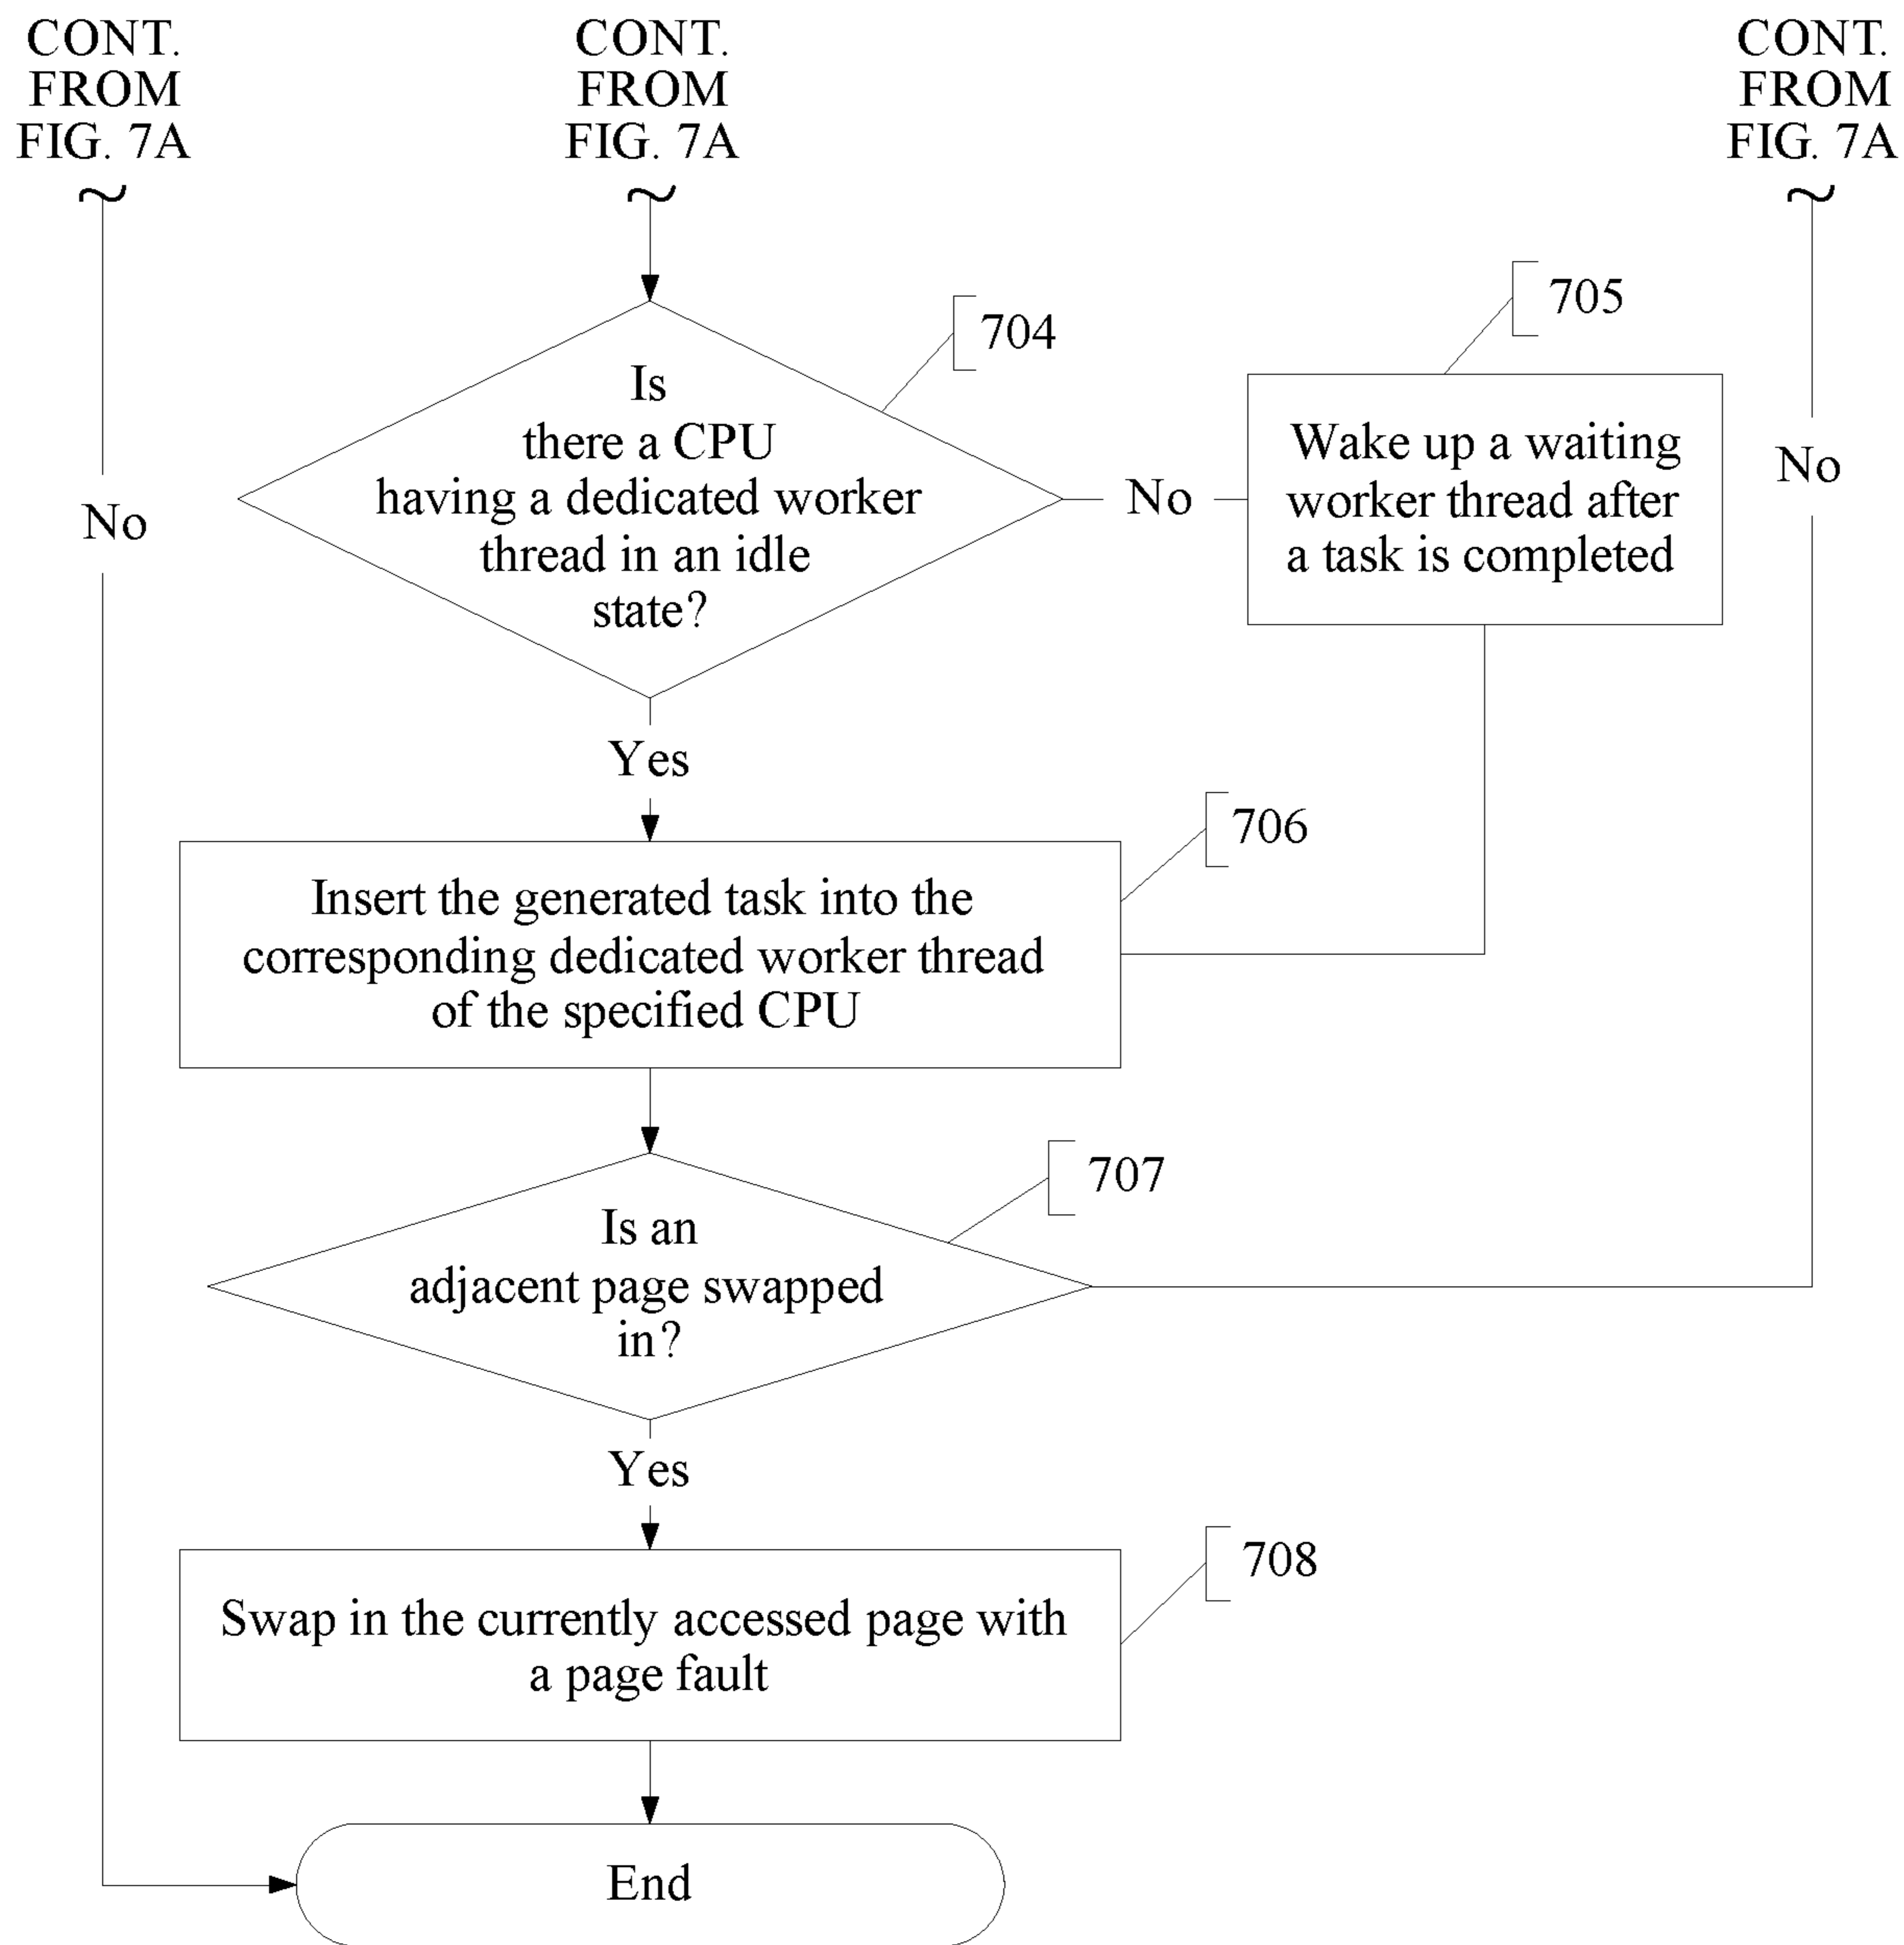 CONT.
FROM
FIG. 7A
CONT.
FROM
FIG. 7A
CONT.
FROM
FIG. 7A
704
Is
there a CPU
having a dedicated worker
thread in an idle
state?
No
705
Wake up a waiting
worker thread after
a task is completed
No
No
Yes
706
Insert the generated task into the
corresponding dedicated worker thread
of the specified CPU
707
Is an
adjacent page swapped
in?
Yes
708
Swap in the currently accessed page with
a page fault
End